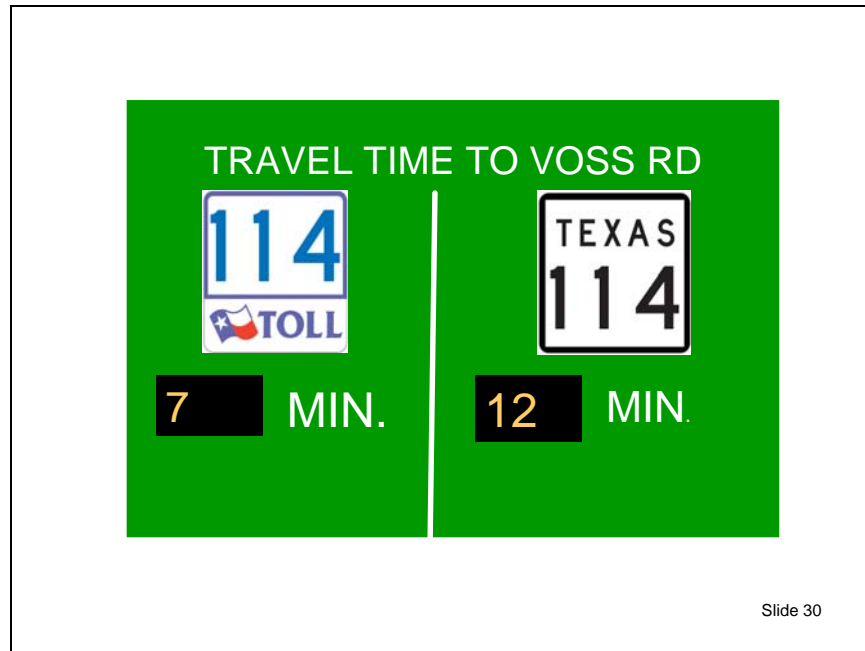 TRAVEL TIME TO VOSS RD
114
TOLL
TEXAS
114
7 MIN.
12 MIN.
Slide 30